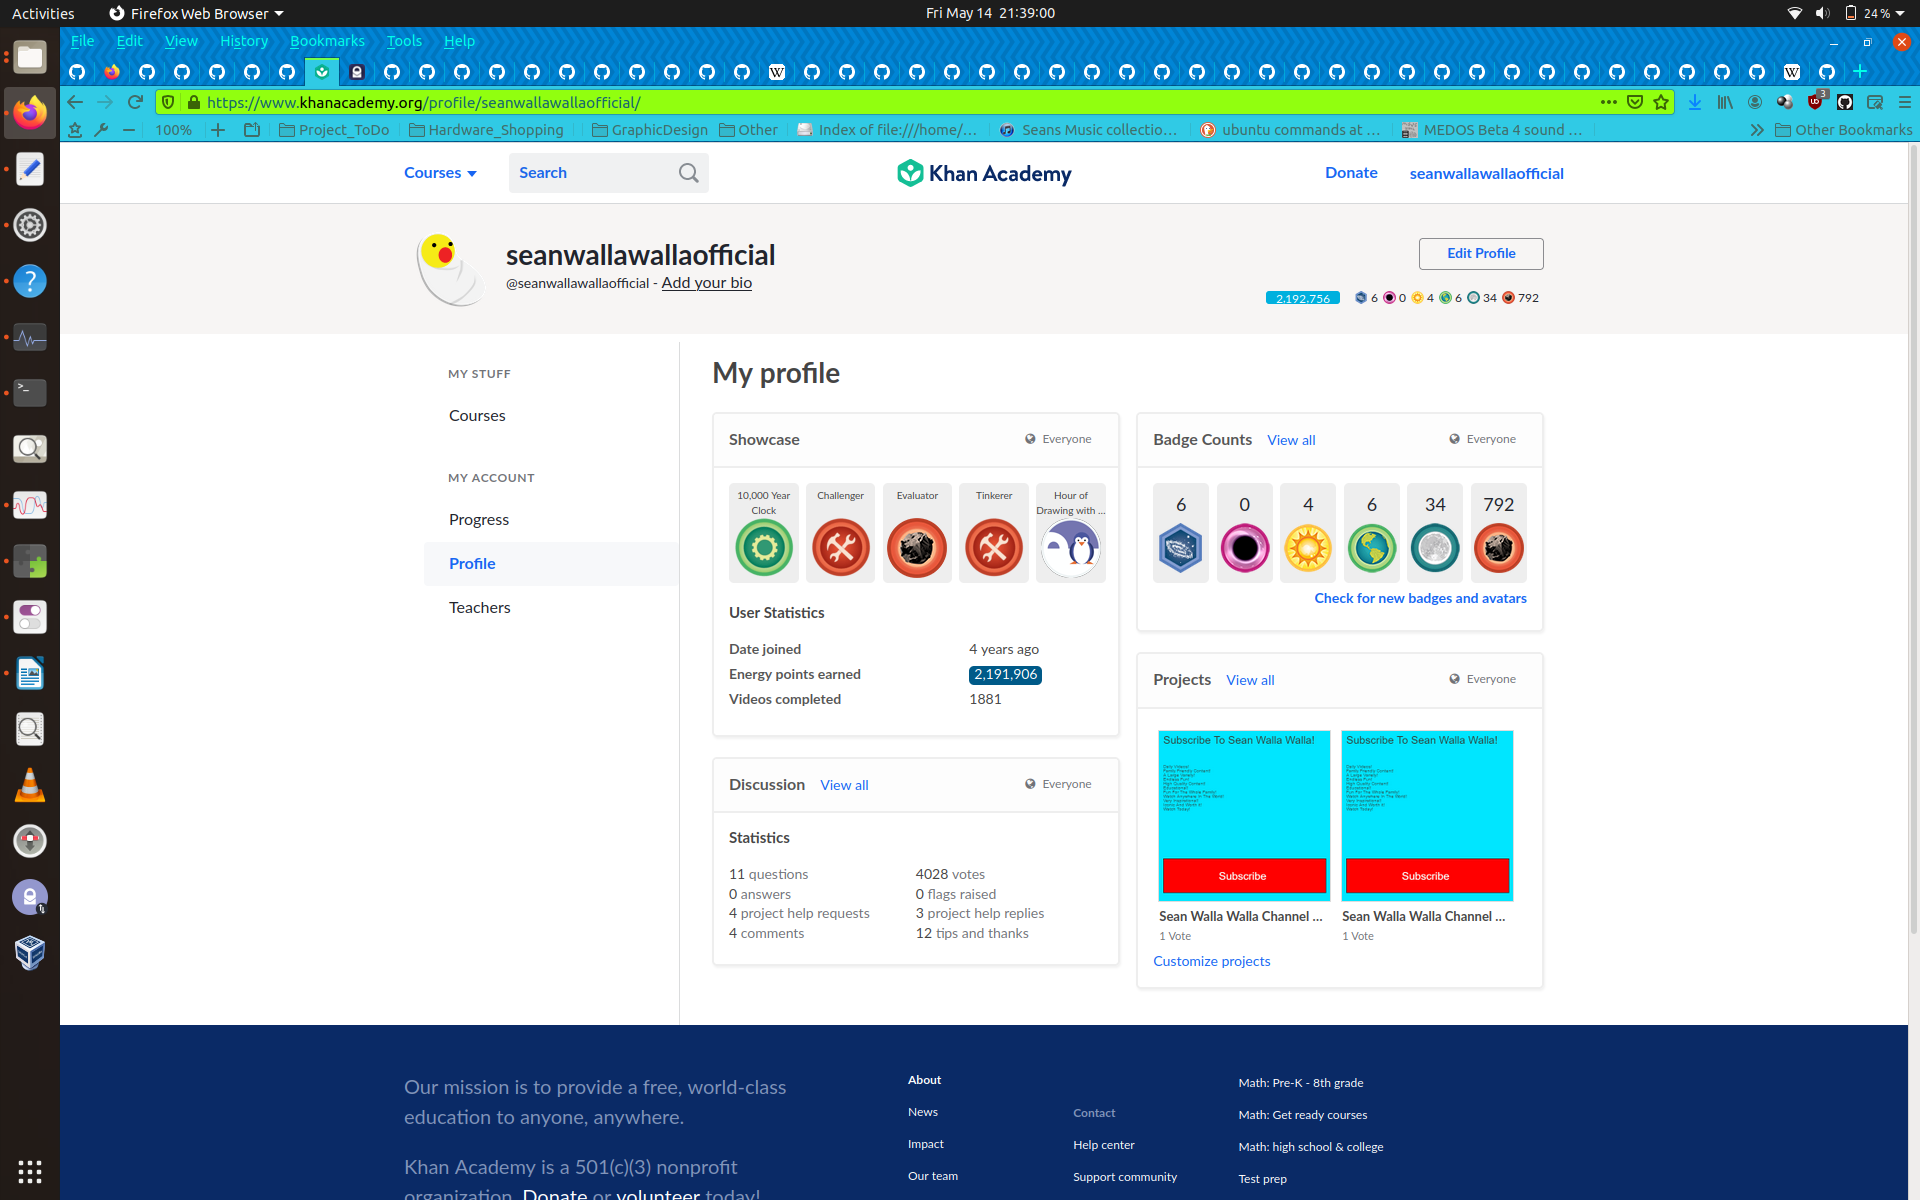 Activities
Firefox Web Browser
Fri May 14 21:39:00
24 %
File Edit View History Bookmarks Tools Help
https://www.khanacademy.org/profile/seanwallawallaofficial/
3
100%
Project_ToDo
Hardware_Shopping
GraphicDesign
Other
Index of file:///home/...
Seans Music collectio...
ubuntu commands at ...
MEDOS Beta 4 sound ...
Other Bookmarks
Courses
Search
Khan Academy
Donate
seanwallawallaofficial
seanwallawallaofficial
@seanwallawallaofficial - Add your bio
Edit Profile
2,192,756 6 0 4 6 34 792
MY STUFF
Courses
MY ACCOUNT
Progress
Profile
Teachers
My profile
Showcase
Everyone
10,000 Year Clock
Challenger
Evaluator
Tinkerer
Hour of Drawing with ...
User Statistics
Date joined 4 years ago
Energy points earned 2,191,906
Videos completed 1881
Discussion View all
Everyone
Statistics
11 questions 4028 votes
0 answers 0 flags raised
4 project help requests 3 project help replies
4 comments 12 tips and thanks
Badge Counts View all
Everyone
6 0 4 6 34 792
Check for new badges and avatars
Projects View all
Everyone
Subscribe To Sean Walla Walla!
Subscribe
Sean Walla Walla Channel ...
1 Vote
Subscribe To Sean Walla Walla!
Subscribe
Sean Walla Walla Channel ...
1 Vote
Customize projects
Our mission is to provide a free, world-class
education to anyone, anywhere.
Khan Academy is a 501(c)(3) nonprofit
organization. Donate or volunteer today!
About
News
Impact
Our team
Contact
Help center
Support community
Math: Pre-K - 8th grade
Math: Get ready courses
Math: high school & college
Test prep